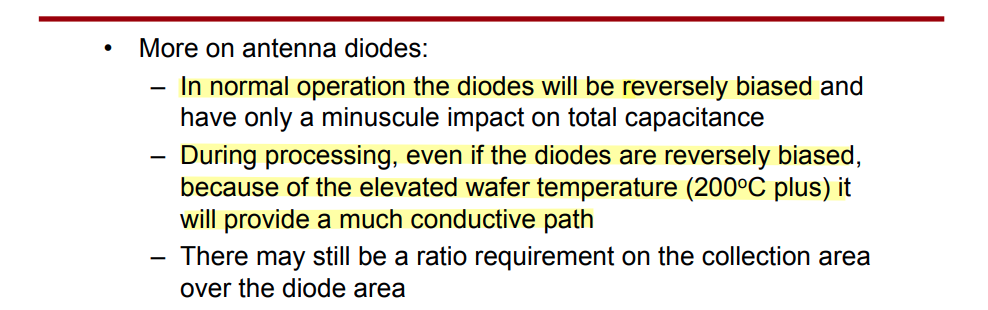 • More on antenna diodes:
– In normal operation the diodes will be reversely biased and
have only a minuscule impact on total capacitance
– During processing, even if the diodes are reversely biased,
because of the elevated wafer temperature (200ºC plus) it
will provide a much conductive path
– There may still be a ratio requirement on the collection area
over the diode area